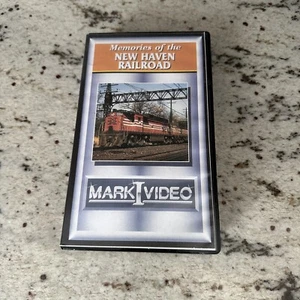 Memories of the
NEW HAVEN
RAILROAD
MARK I VIDEO